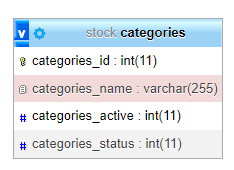 v stock categories
categories_id : int(11)
categories_name : varchar(255)
# categories_active : int(11)
# categories_status : int(11)